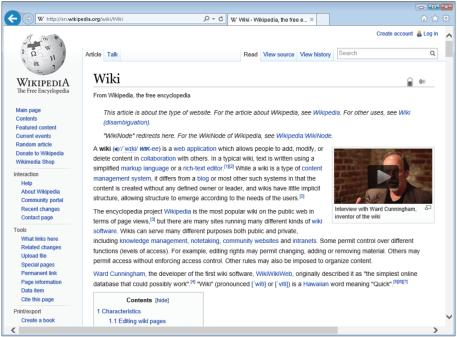 http://en.wikipedia.org/wiki/Wiki
W Wiki - Wikipedia, the free e...
Create account Log in
Article Talk
Read View source View history Search
WIKIPEDIA
The Free Encyclopedia
Main page
Contents
Featured content
Current events
Random article
Donate to Wikipedia
Wikimedia Shop
Interaction
Help
About Wikipedia
Community portal
Recent changes
Contact page
Tools
What links here
Related changes
Upload file
Special pages
Permanent link
Page information
Data item
Cite this page
Print/export
Create a book
Wiki
From Wikipedia, the free encyclopedia
This article is about the type of website. For the article about Wikipedia, see Wikipedia. For other uses, see Wiki
(disambiguation).
"WikiNode" redirects here. For the WikiNode of Wikipedia, see Wikipedia:WikiNode.
A wiki (/ˈwɪki/ WIK-ee) is a web application which allows people to add, modify, or
delete content in collaboration with others. In a typical wiki, text is written using a
simplified markup language or a rich-text editor.[1][2] While a wiki is a type of content
management system, it differs from a blog or most other such systems in that the
content is created without any defined owner or leader, and wikis have little implicit
structure, allowing structure to emerge according to the needs of the users.[2]
The encyclopedia project Wikipedia is the most popular wiki on the public web in
terms of page views,[3] but there are many sites running many different kinds of wiki
software. Wikis can serve many different purposes both public and private,
including knowledge management, notetaking, community websites and intranets. Some permit control over different
functions (levels of access). For example, editing rights may permit changing, adding or removing material. Others may
permit access without enforcing access control. Other rules may also be imposed to organize content.
Ward Cunningham, the developer of the first wiki software, WikiWikiWeb, originally described it as "the simplest online
database that could possibly work".[4] "Wiki" (pronounced [ˈwiti] or [ˈviti]) is a Hawaiian word meaning "Quick".[5][6][7]
Interview with Ward Cunningham,
inventor of the wiki
Contents [hide]
1 Characteristics
1.1 Editing wiki pages